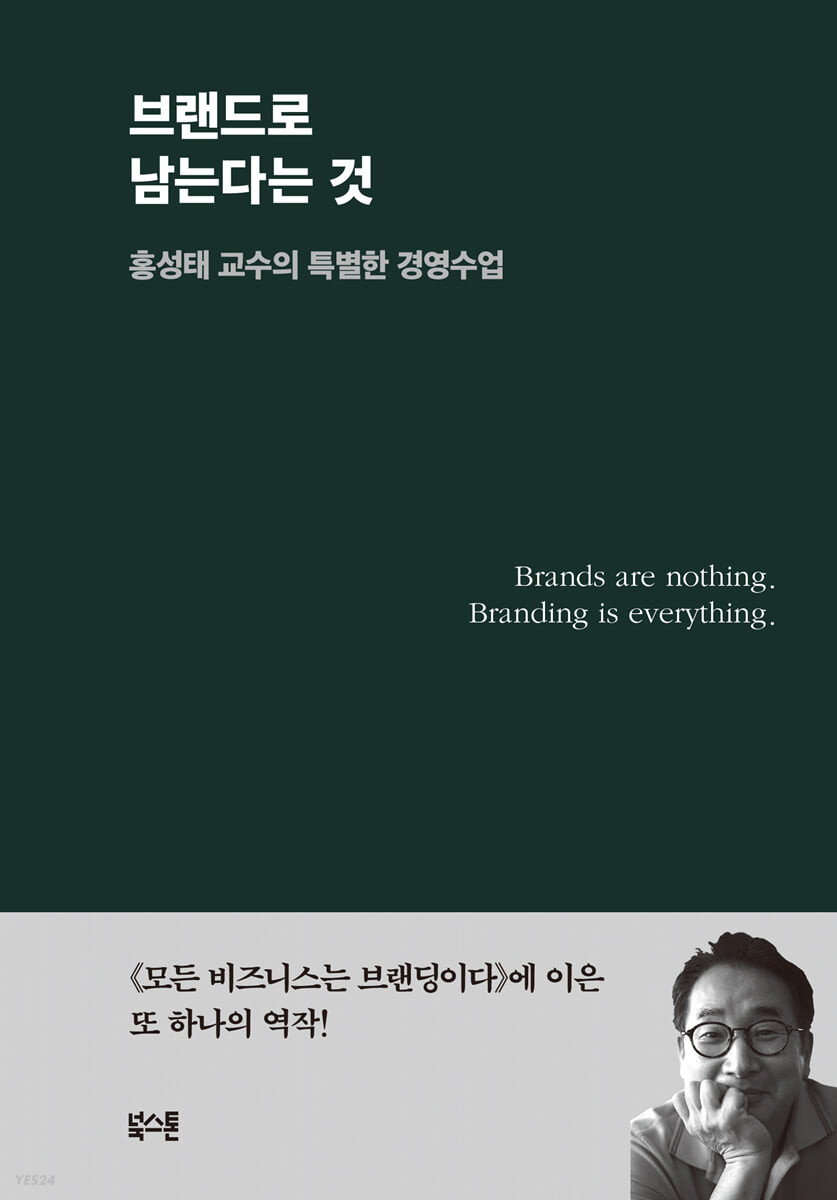 브랜드로
남는다는 것
홍성태 교수의 특별한 경영수업
Brands are nothing.
Branding is everything.
《모든 비즈니스는 브랜딩이다》에 이은
또 하나의 역작!
북스톤
YES24